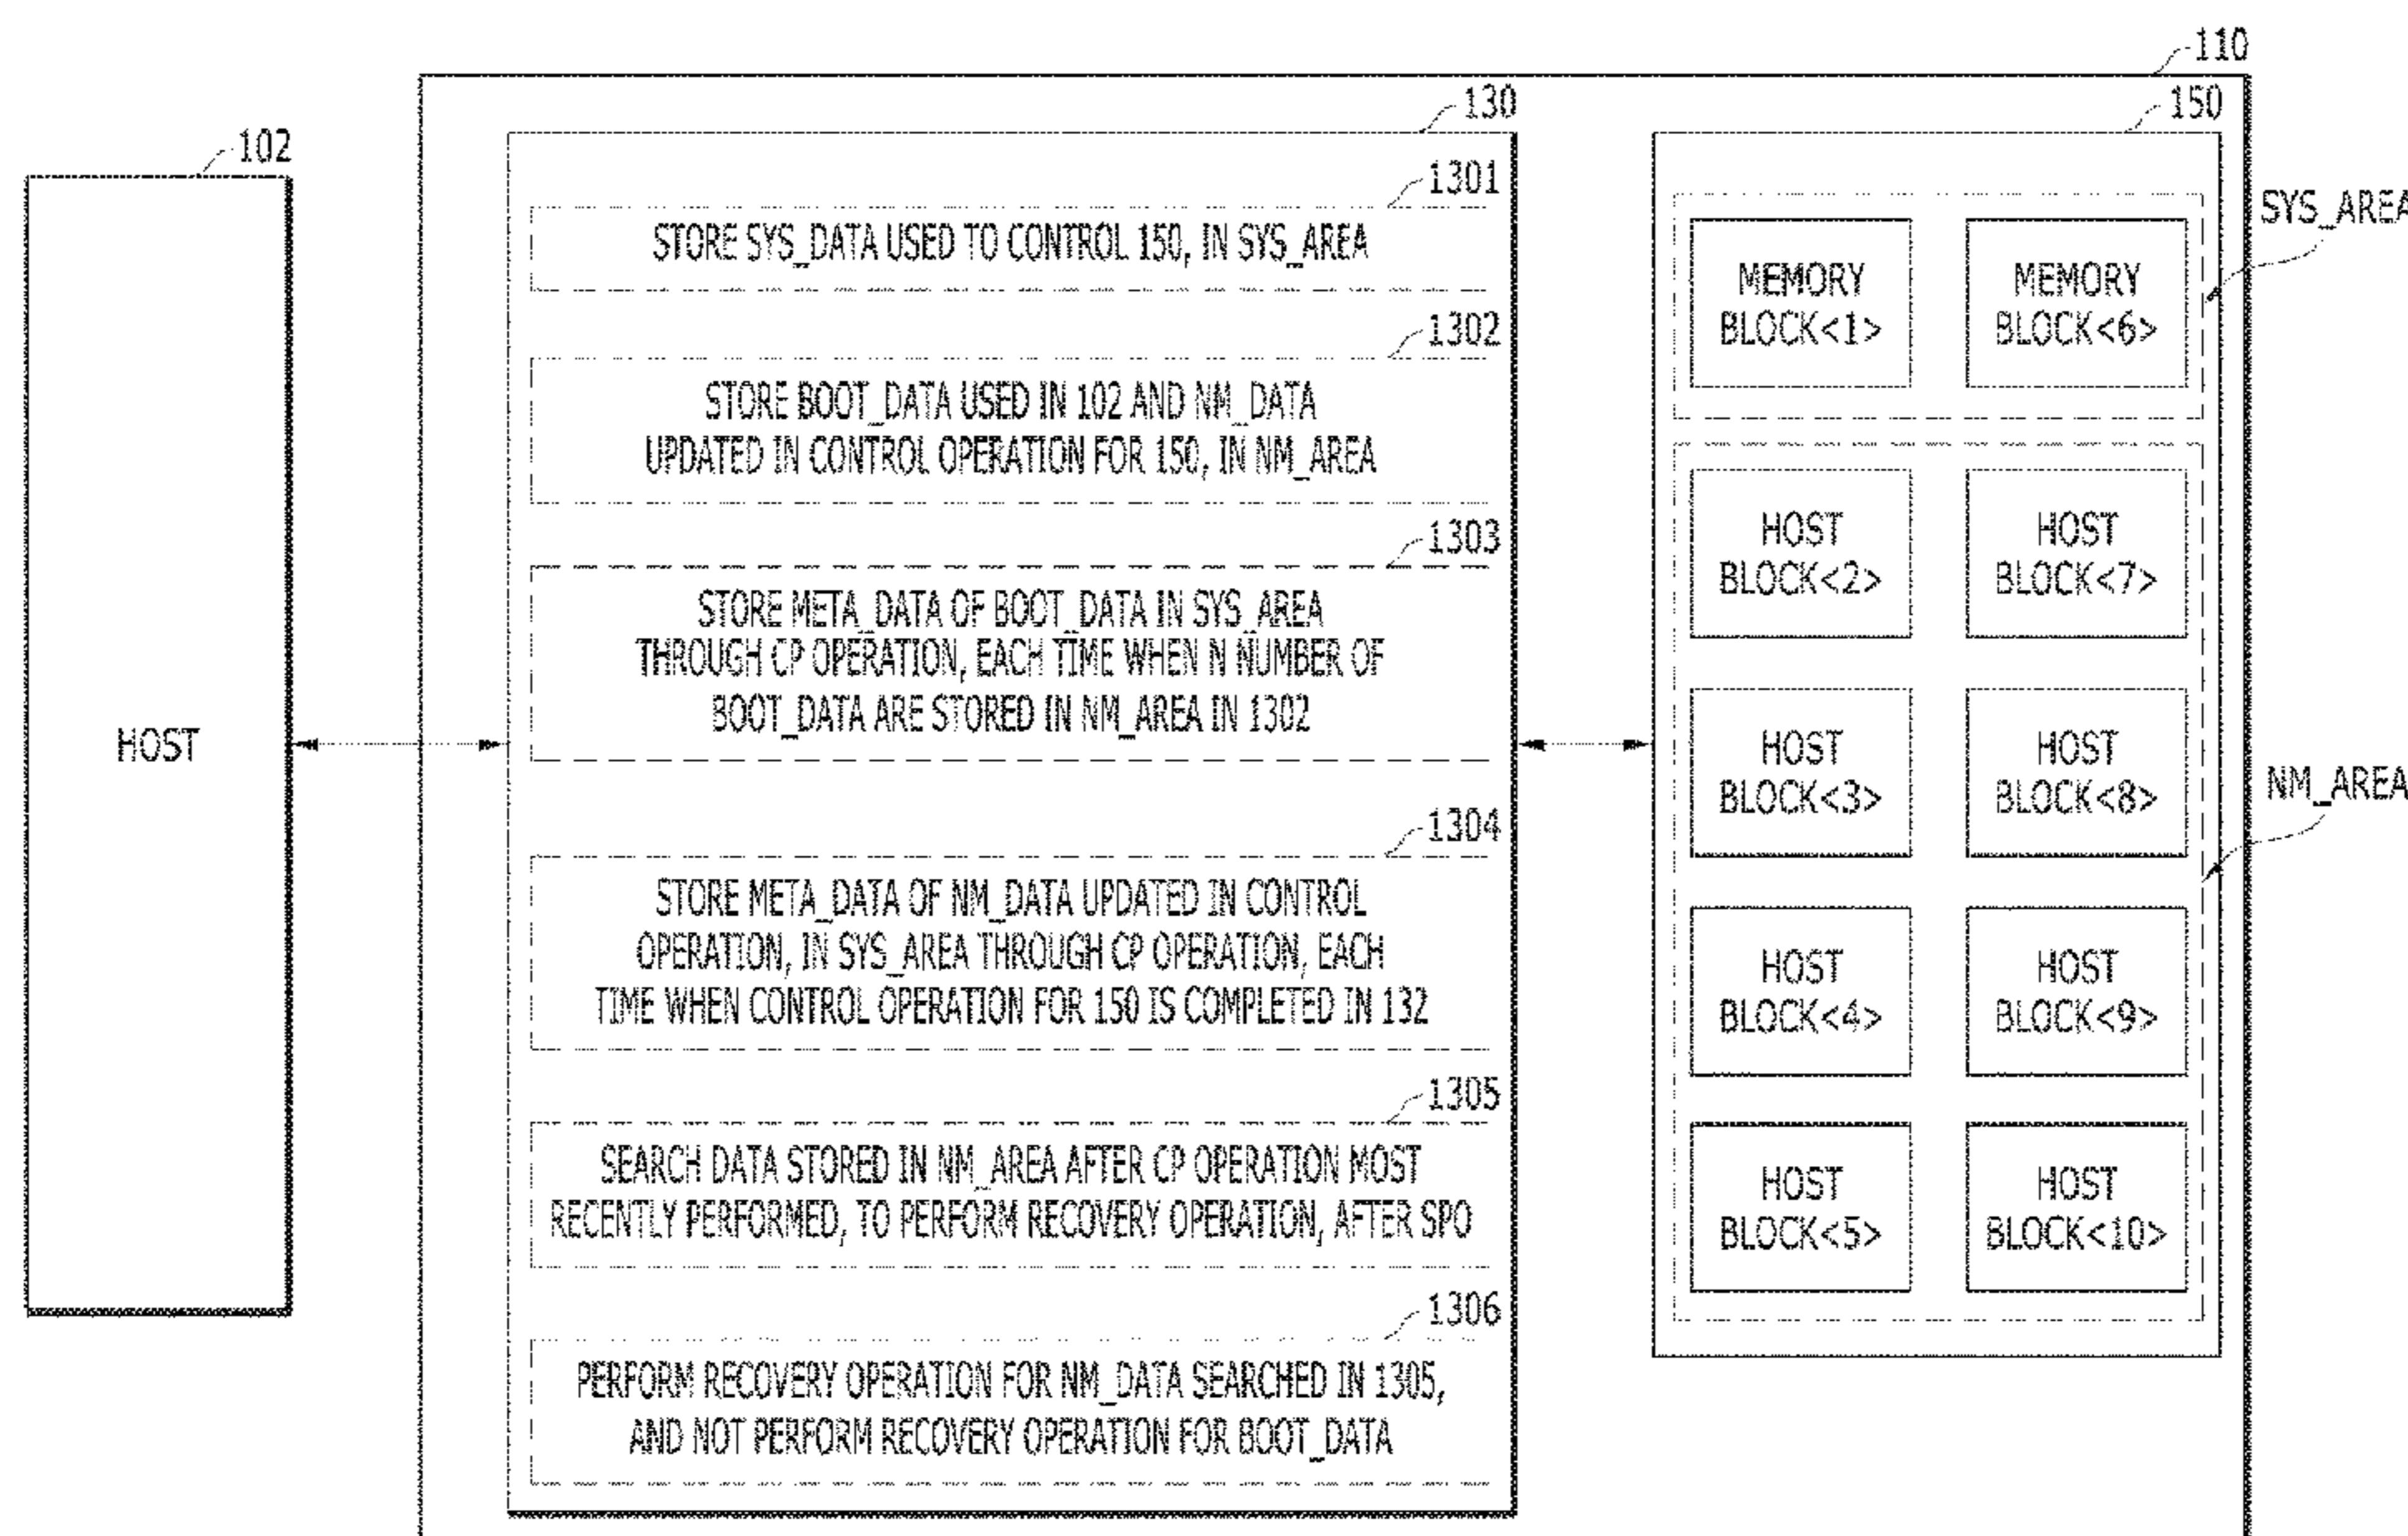 110
130
150
102
1301
STORE SYS_DATA USED TO CONTROL 150, IN SYS_AREA
1302
STORE BOOT_DATA USED IN 102 AND NM_DATA
UPDATED IN CONTROL OPERATION FOR 150, IN NM_AREA
1303
STORE META_DATA OF BOOT_DATA IN SYS_AREA
THROUGH CP OPERATION, EACH TIME WHEN N NUMBER OF
BOOT_DATA ARE STORED IN NM_AREA IN 1302
HOST
1304
STORE META_DATA OF NM_DATA UPDATED IN CONTROL
OPERATION, IN SYS_AREA THROUGH CP OPERATION, EACH
TIME WHEN CONTROL OPERATION FOR 150 IS COMPLETED IN 132
1305
SEARCH DATA STORED IN NM_AREA AFTER CP OPERATION MOST
RECENTLY PERFORMED, TO PERFORM RECOVERY OPERATION, AFTER SPO
1306
PERFORM RECOVERY OPERATION FOR NM_DATA SEARCHED IN 1305,
AND NOT PERFORM RECOVERY OPERATION FOR BOOT_DATA
SYS_AREA
MEMORY
BLOCK<1>
MEMORY
BLOCK<6>
HOST
BLOCK<2>
HOST
BLOCK<7>
HOST
BLOCK<3>
HOST
BLOCK<8>
NM_AREA
HOST
BLOCK<4>
HOST
BLOCK<9>
HOST
BLOCK<5>
HOST
BLOCK<10>